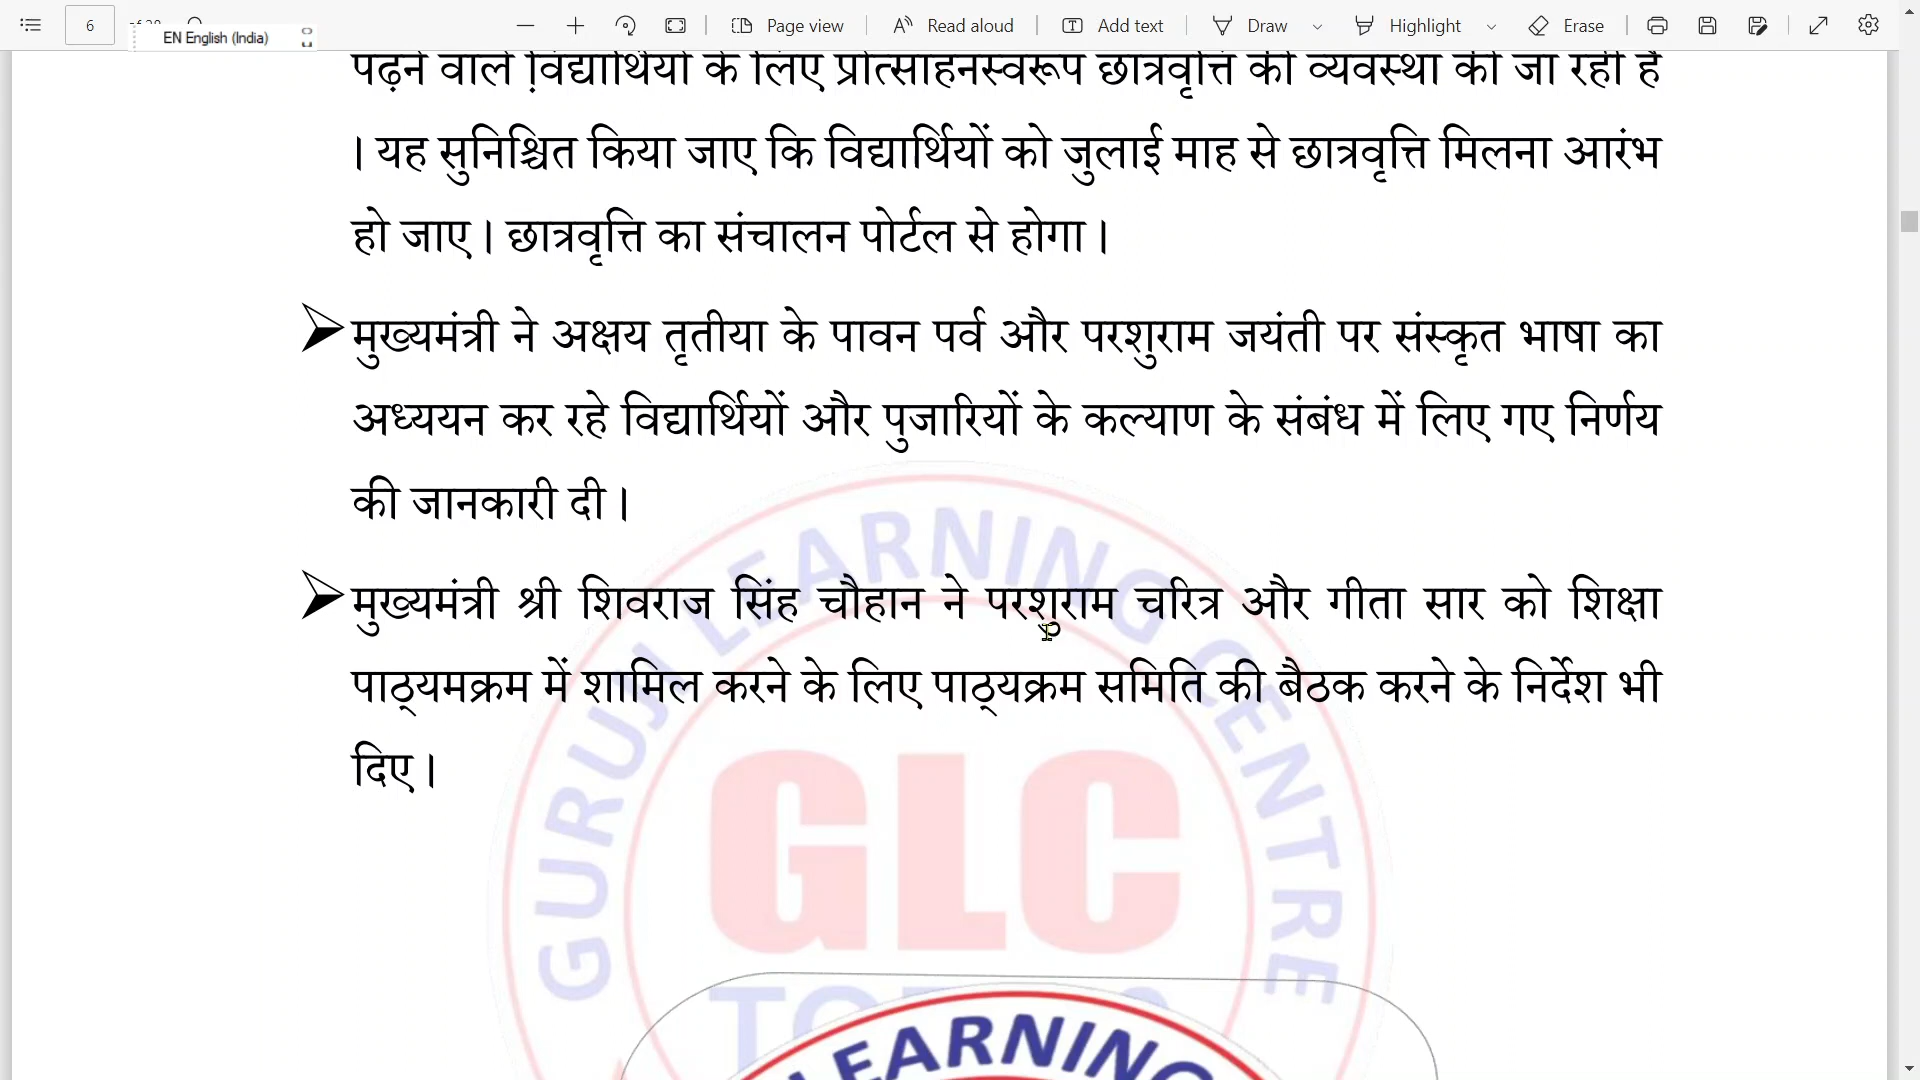 6
EN English (India)
Page view
Read aloud
Add text
Draw
Highlight
Erase
पढ़ने वाले विद्यार्थियों के लिए प्रोत्साहनस्वरूप छात्रवृत्ति की व्यवस्था की जा रही है
। यह सुनिश्चित किया जाए कि विद्यार्थियों को जुलाई माह से छात्रवृत्ति मिलना आरंभ
हो जाए। छात्रवृत्ति का संचालन पोर्टल से होगा।
मुख्यमंत्री ने अक्षय तृतीया के पावन पर्व और परशुराम जयंती पर संस्कृत भाषा का
अध्ययन कर रहे विद्यार्थियों और पुजारियों के कल्याण के संबंध में लिए गए निर्णय
की जानकारी दी।
मुख्यमंत्री श्री शिवराज सिंह चौहान ने परशुराम चरित्र और गीता सार को शिक्षा
पाठ्यमक्रम में शामिल करने के लिए पाठ्यक्रम समिति की बैठक करने के निर्देश भी
दिए।
GURUJI LEARNING CENTRE
GLC
LEARNING